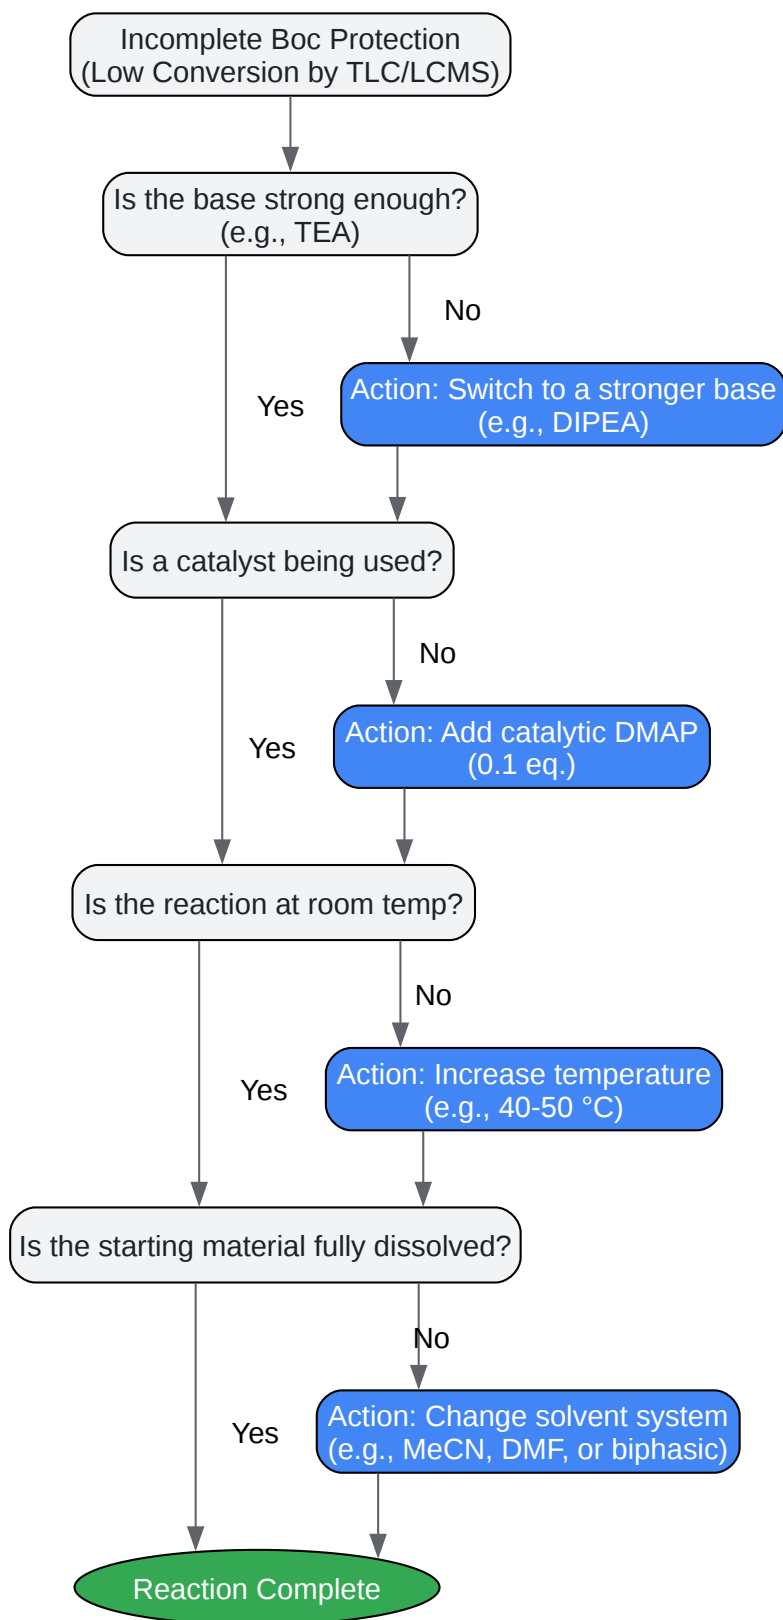 Incomplete Boc Protection
(Low Conversion by TLC/LCMS)
Is the base strong enough?
(e.g., TEA)
No
Yes
Action: Switch to a stronger base
(e.g., DIPEA)
Is a catalyst being used?
No
Yes
Action: Add catalytic DMAP
(0.1 eq.)
Is the reaction at room temp?
No
Yes
Action: Increase temperature
(e.g., 40-50 °C)
Is the starting material fully dissolved?
No
Yes
Action: Change solvent system
(e.g., MeCN, DMF, or biphasic)
Reaction Complete